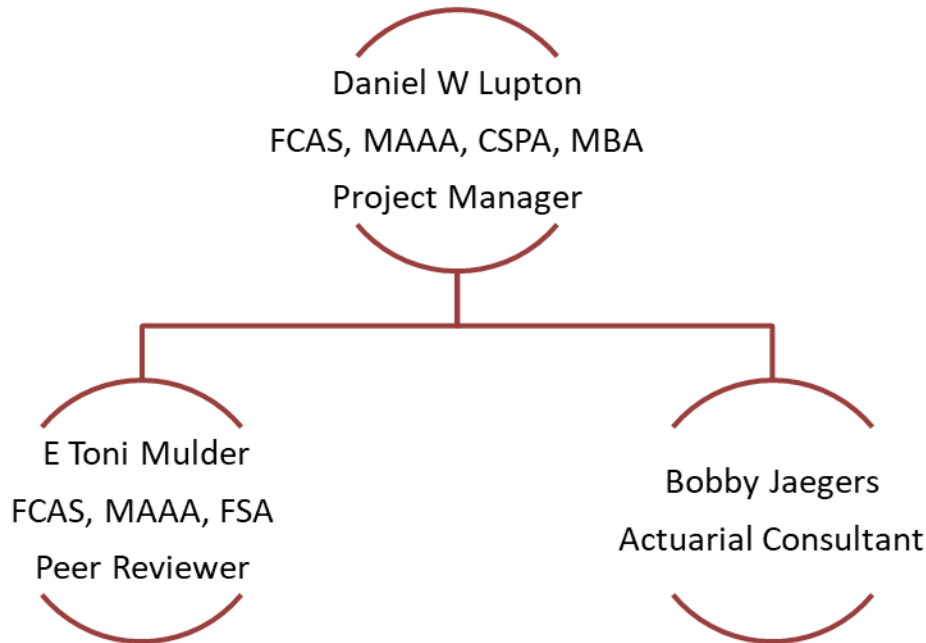 Daniel W Lupton
FCAS, MAAA, CSPA, MBA
Project Manager
E Toni Mulder
FCAS, MAAA, FSA
Peer Reviewer
Bobby Jaegers
Actuarial Consultant